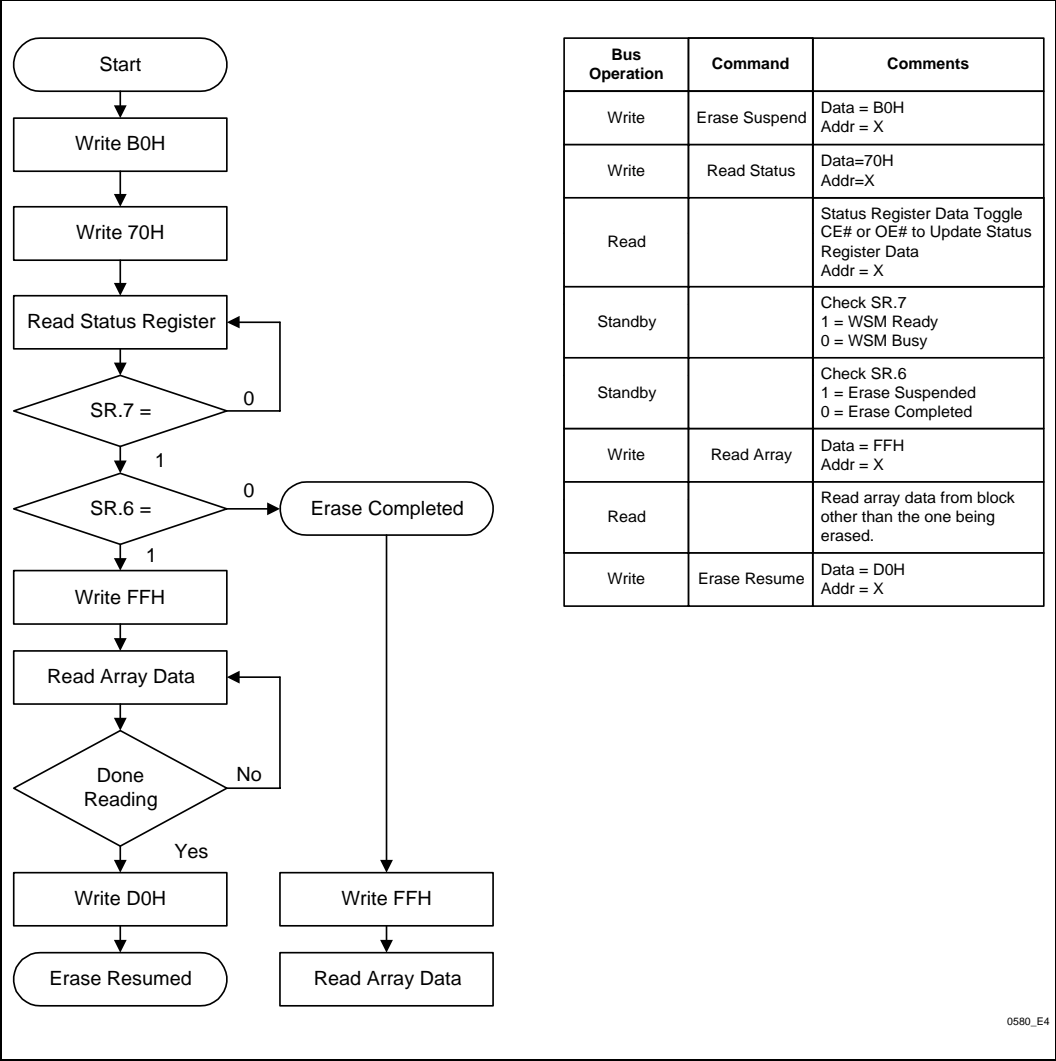 Start
Write B0H
Write 70H
Read Status Register
SR.7 =
0
1
SR.6 =
0
Erase Completed
1
Write FFH
Read Array Data
Done
Reading
No
Yes
Write D0H
Write FFH
Erase Resumed
Read Array Data
Bus
Operation
Command
Comments
Write
Erase Suspend
Data = B0H
Addr = X
Write
Read Status
Data=70H
Addr=X
Read
Status Register Data Toggle
CE# or OE# to Update Status
Register Data
Addr = X
Standby
Check SR.7
1 = WSM Ready
0 = WSM Busy
Standby
Check SR.6
1 = Erase Suspended
0 = Erase Completed
Write
Read Array
Data = FFH
Addr = X
Read
Read array data from block
other than the one being
erased.
Write
Erase Resume
Data = D0H
Addr = X
0580_E4